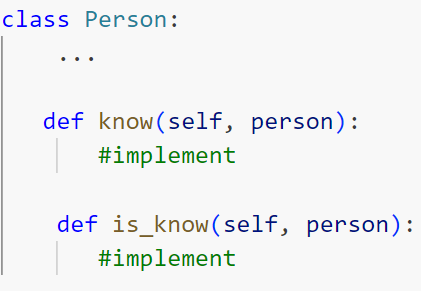 class Person:
...
def know(self, person):
#implement
def is_know(self, person):
#implement